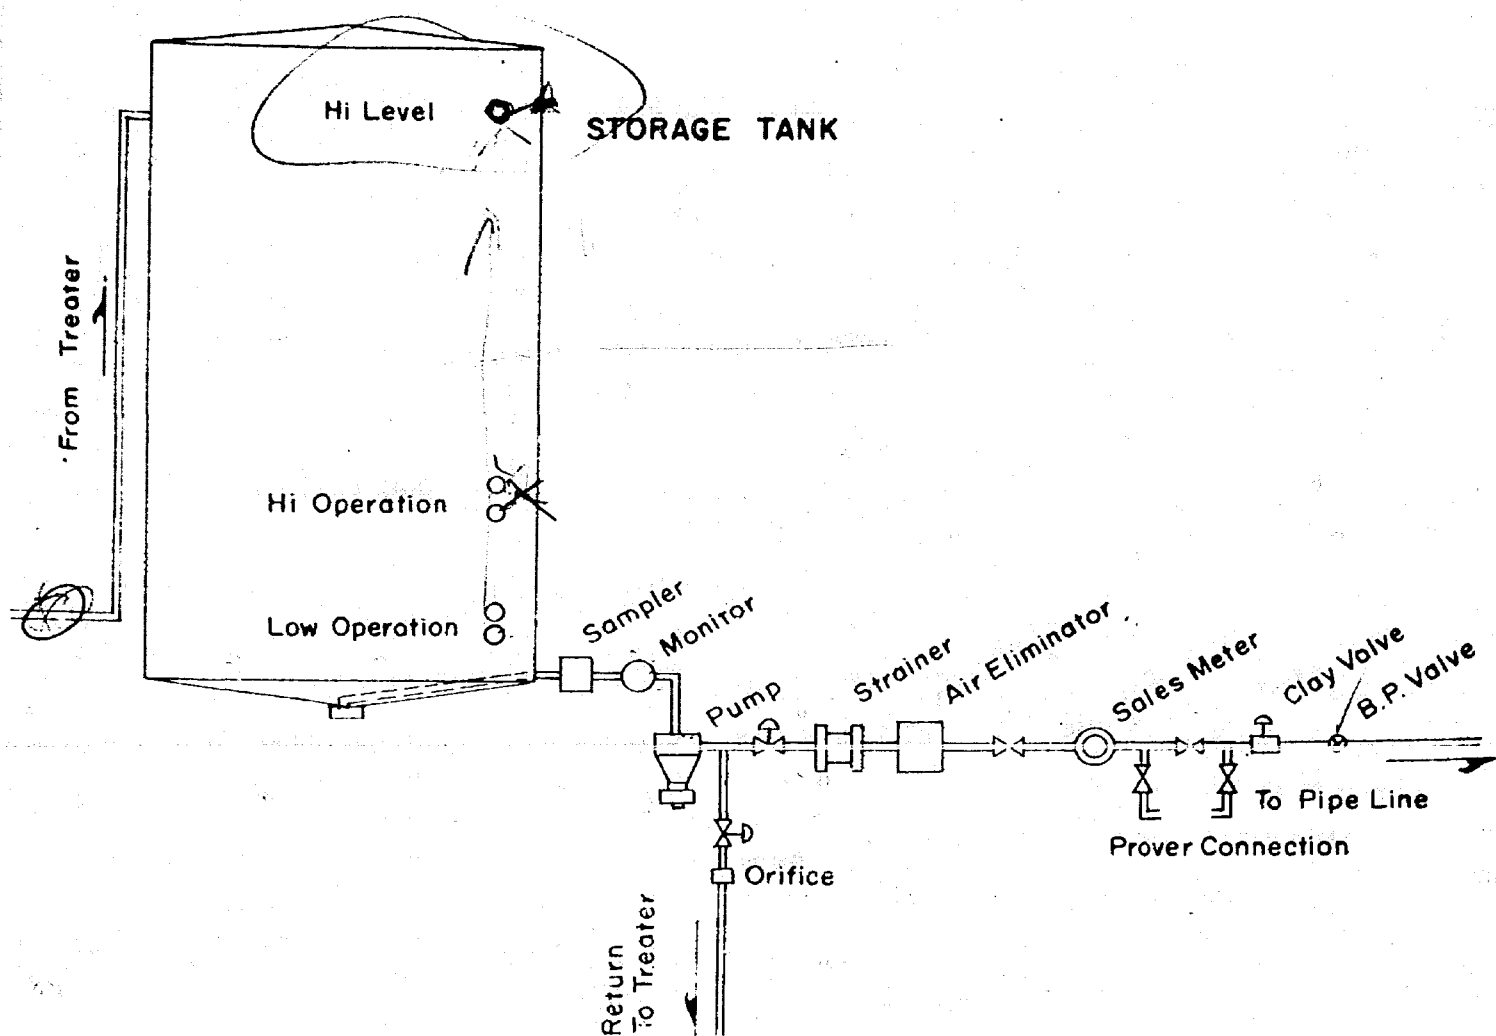 Hi Level
STORAGE TANK
From Treater
Hi Operation
Low Operation
Sampler
Monitor
Pump
Strainer
Air Eliminator
Sales Meter
Clay Valve
B.P. Valve
To Pipe Line
Prover Connection
Orifice
Return
To Treater